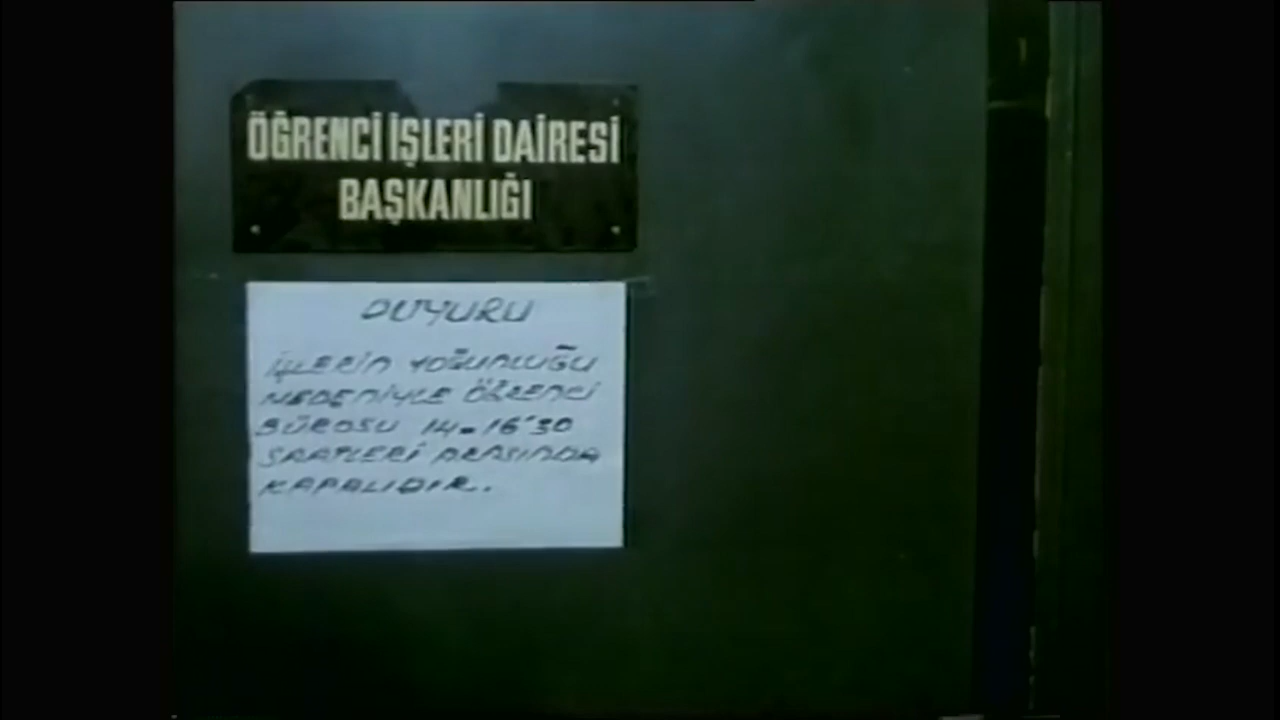 ÖĞRENCİ İŞLERİ DAİRESİ
BAŞKANLIĞI
DUYURU
İŞLERİN YOĞUNLUĞU
NEDENİYLE ÖĞRENCİ
BÜROSU 14-16'30
SAATLERİ ARASINDA
KAPALIDIR.